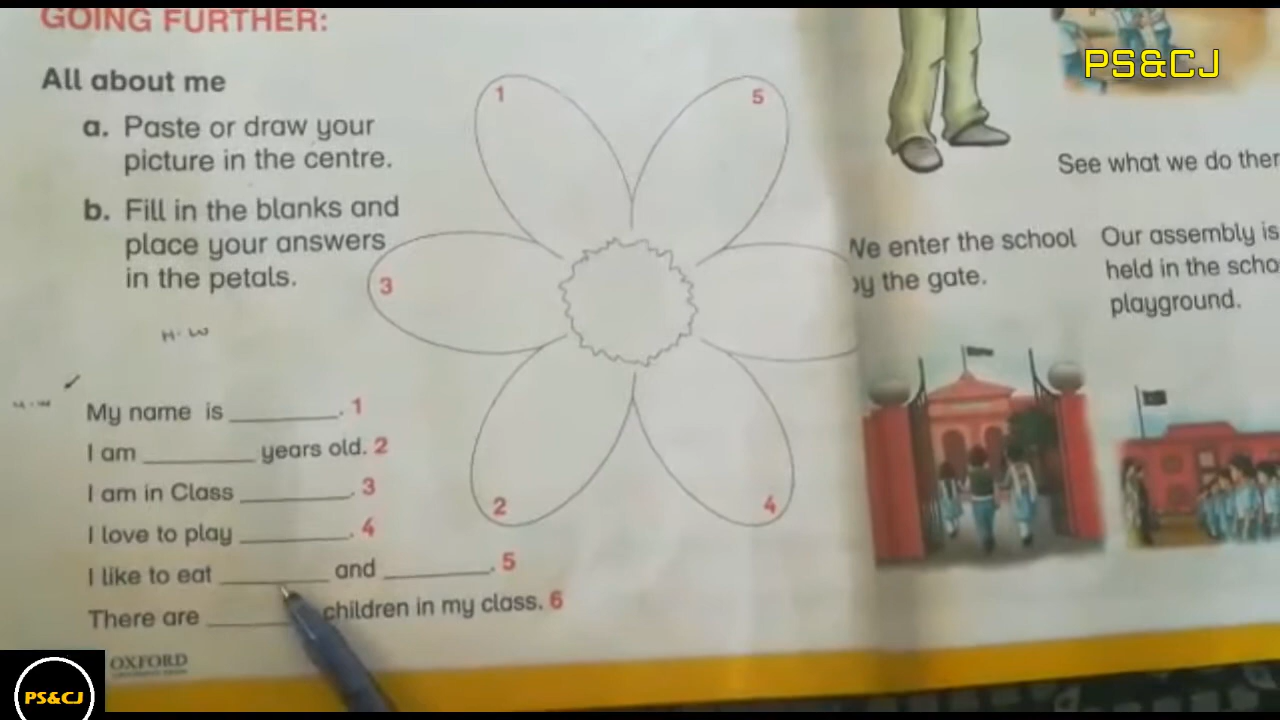 GOING FURTHER:
All about me
a. Paste or draw your
picture in the centre.
b. Fill in the blanks and
place your answers
in the petals.
H.W
My name is ________. 1
I am ________ years old. 2
I am in Class ________. 3
I love to play ________. 4
I like to eat ________ and ________. 5
There are ________ children in my class. 6
OXFORD
1
5
3
2
4
PS&CJ
See what we do ther
We enter the school
by the gate.
Our assembly is
held in the scho
playground.
PS&CJ